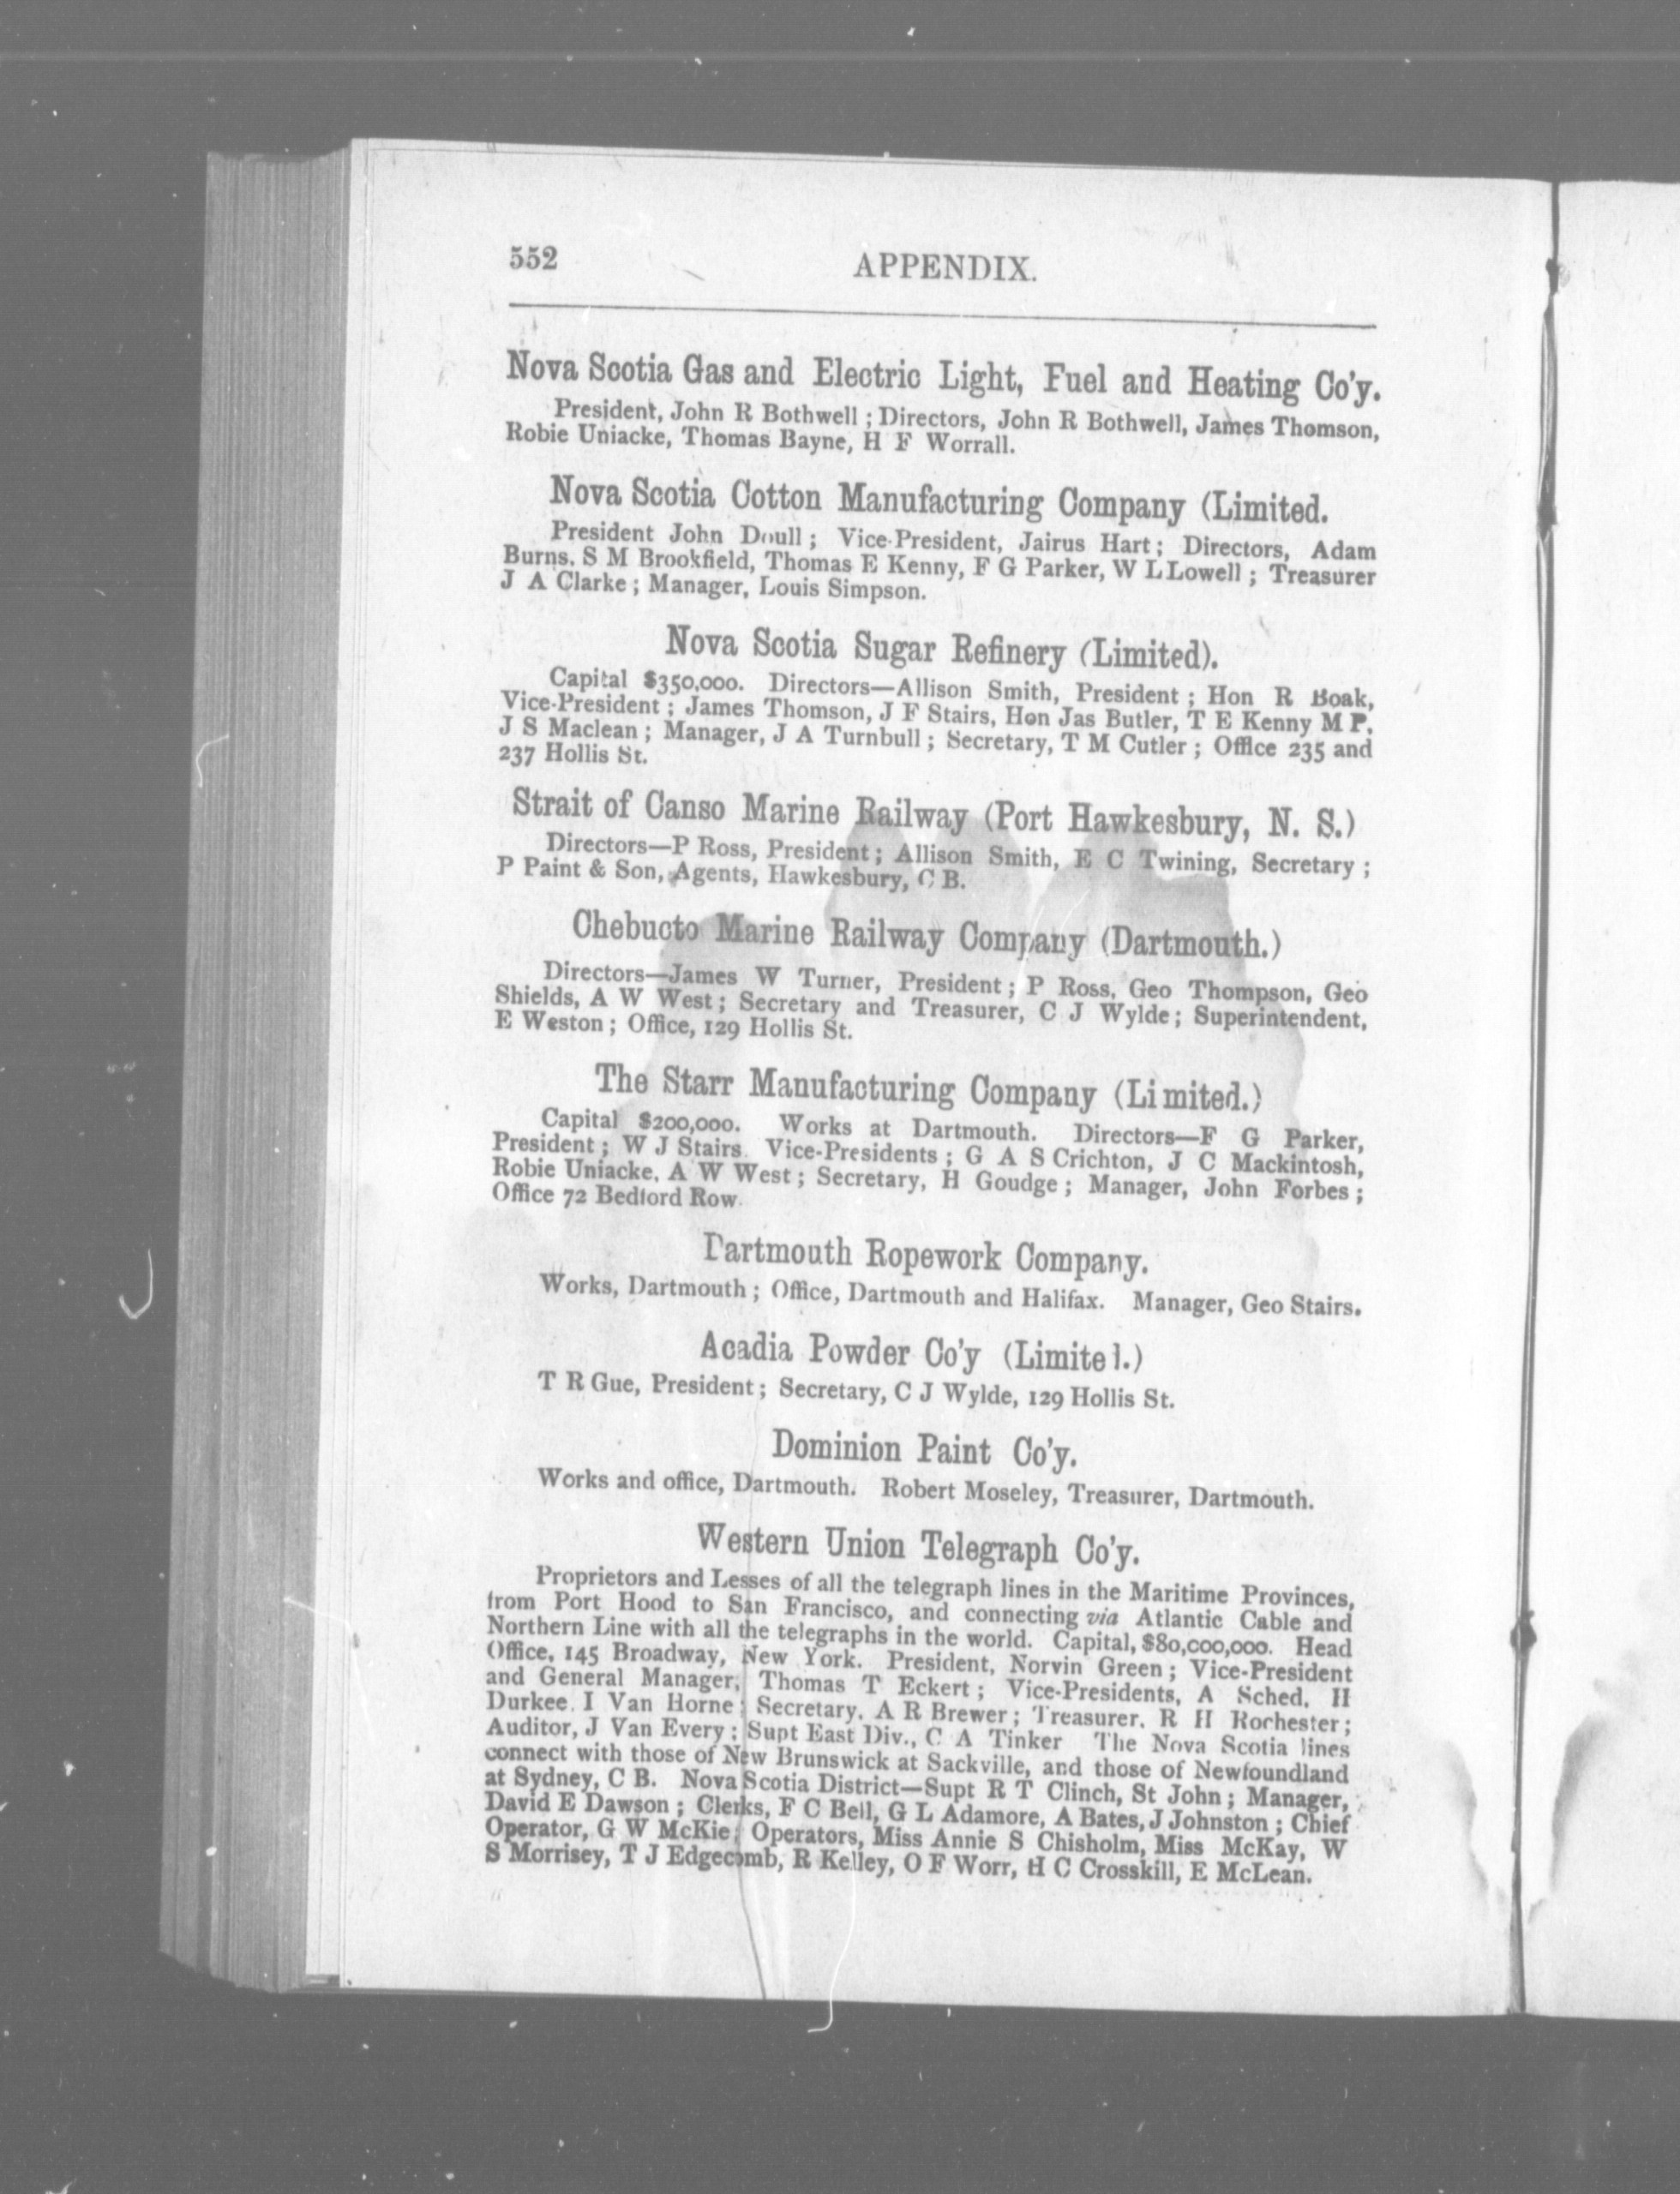 552 APPENDIX.
Nova Scotia Gas and Electric Light, Fuel and Heating Co'y.
President, John R Bothwell ; Directors, John R Bothwell, James Thomson,
Robie Uniacke, Thomas Bayne, H F Worrall.
Nova Scotia Cotton Manufacturing Company (Limited.
President John Doull ; Vice-President, Jairus Hart ; Directors, Adam
Burns, S M Brookfield, Thomas E Kenny, F G Parker, W L Lowell ; Treasurer
J A Clarke ; Manager, Louis Simpson.
Nova Scotia Sugar Refinery (Limited).
Capital $350,000. Directors—Allison Smith, President ; Hon R Boak,
Vice-President ; James Thomson, J F Stairs, Hon Jas Butler, T E Kenny M P,
J S Maclean ; Manager, J A Turnbull ; Secretary, T M Cutler ; Office 235 and
237 Hollis St.
Strait of Canso Marine Railway (Port Hawkesbury, N. S.)
Directors—P Ross, President ; Allison Smith, E C Twining, Secretary ;
P Paint & Son, Agents, Hawkesbury, C B.
Chebucto Marine Railway Company (Dartmouth.)
Directors—James W Turner, President ; P Ross, Geo Thompson, Geo
Shields, A W West ; Secretary and Treasurer, C J Wylde ; Superintendent,
E Weston ; Office, 129 Hollis St.
The Starr Manufacturing Company (Limited.)
Capital $200,000. Works at Dartmouth. Directors—F G Parker,
President ; W J Stairs. Vice-Presidents ; G A S Crichton, J C Mackintosh,
Robie Uniacke, A W West ; Secretary, H Goudge ; Manager, John Forbes ;
Office 72 Bedford Row.
Dartmouth Ropework Company.
Works, Dartmouth ; Office, Dartmouth and Halifax. Manager, Geo Stairs.
Acadia Powder Co'y (Limited.)
T R Gue, President ; Secretary, C J Wylde, 129 Hollis St.
Dominion Paint Co'y.
Works and office, Dartmouth. Robert Moseley, Treasurer, Dartmouth.
Western Union Telegraph Co'y.
Proprietors and Lesses of all the telegraph lines in the Maritime Provinces,
from Port Hood to San Francisco, and connecting via Atlantic Cable and
Northern Line with all the telegraphs in the world. Capital, $80,000,000. Head
Office, 145 Broadway, New York. President, Norvin Green ; Vice-President
and General Manager, Thomas T Eckert ; Vice-Presidents, A Sched, H
Durkee, I Van Horne ; Secretary, A R Brewer ; Treasurer, R H Rochester ;
Auditor, J Van Every ; Supt East Div., C A Tinker The Nova Scotia lines
connect with those of New Brunswick at Sackville, and those of Newfoundland
at Sydney, C B. Nova Scotia District—Supt R T Clinch, St John ; Manager,
David E Dawson ; Clerks, F C Bell, G L Adamore, A Bates, J Johnston ; Chief
Operator, G W McKie ; Operators, Miss Annie S Chisholm, Miss McKay, W
S Morrisey, T J Edgecomb, R Kelley, O F Worr, H C Crosskill, E McLean.